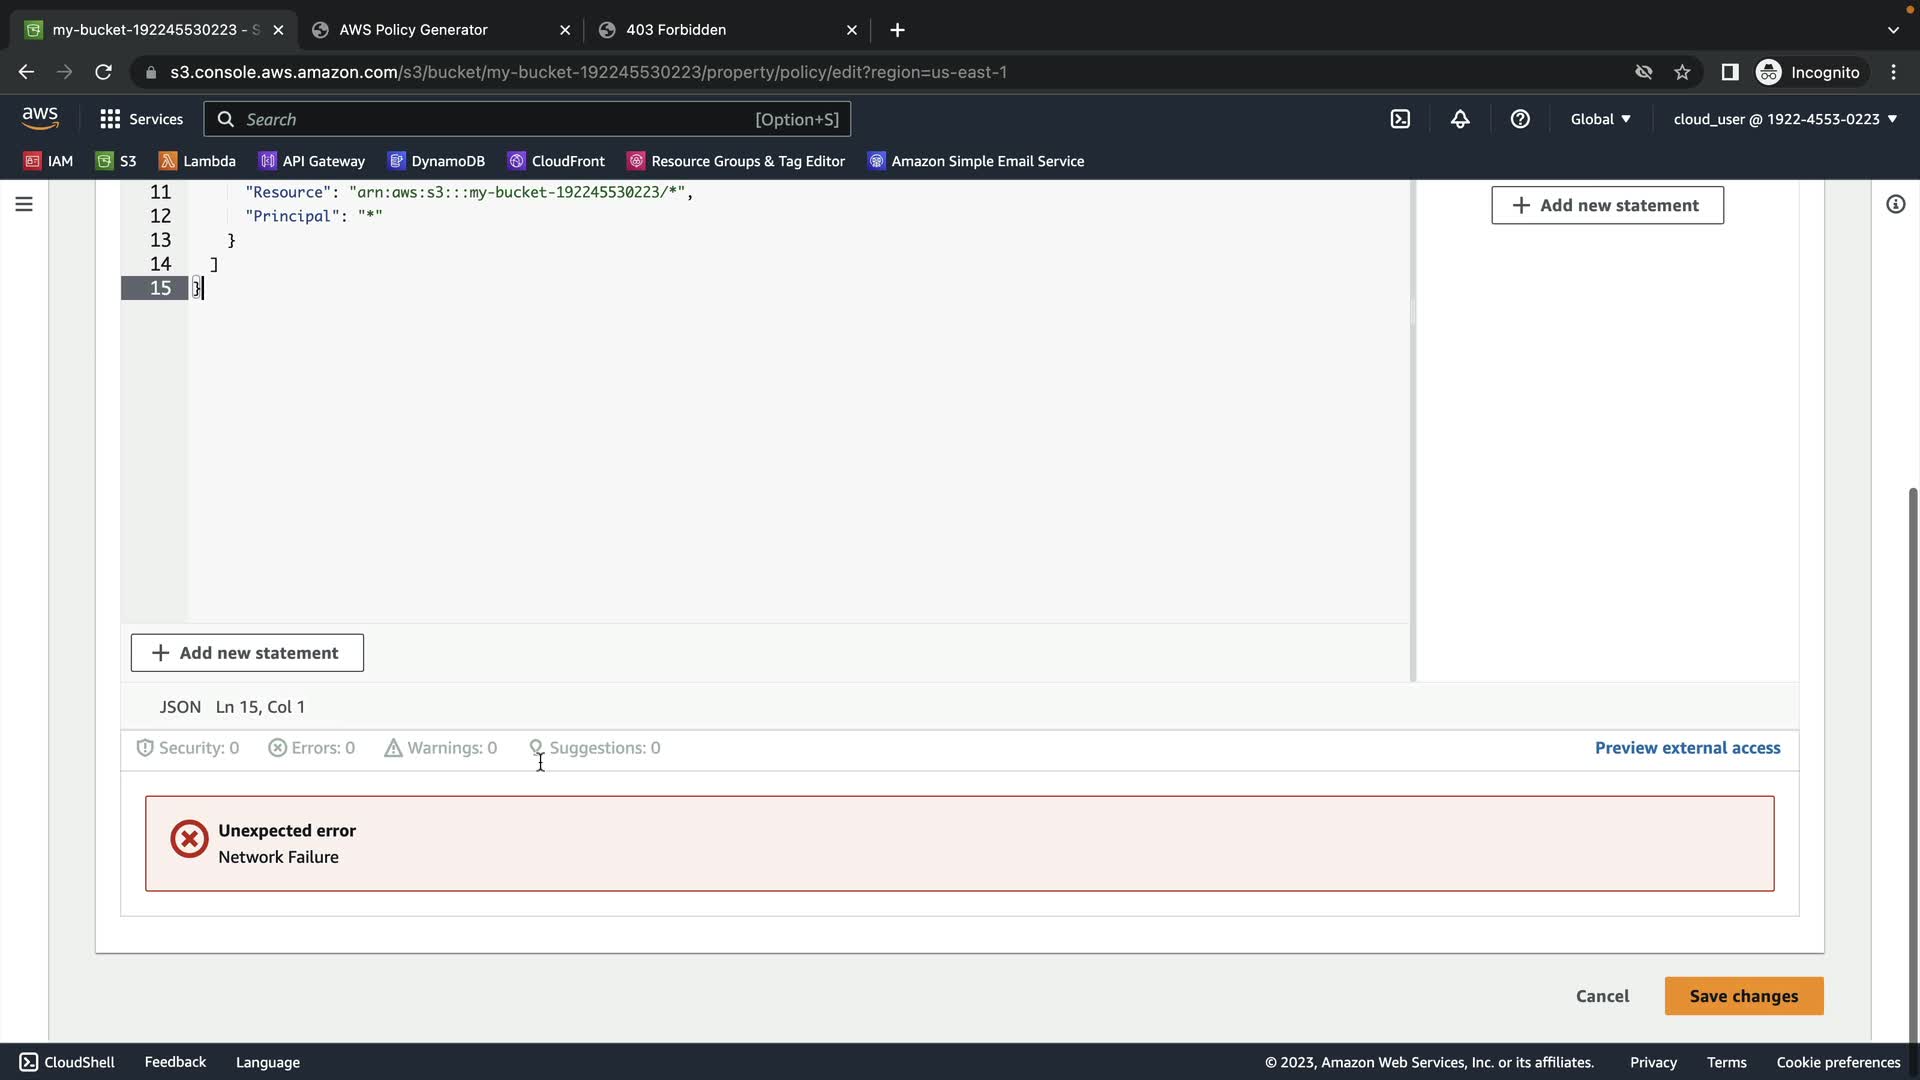 my-bucket-192245530223 - S
AWS Policy Generator
403 Forbidden
s3.console.aws.amazon.com/s3/bucket/my-bucket-192245530223/property/policy/edit?region=us-east-1
Incognito
aws
Services
Search
[Option+S]
Global
cloud_user @ 1922-4553-0223
IAM
S3
Lambda
API Gateway
DynamoDB
CloudFront
Resource Groups & Tag Editor
Amazon Simple Email Service
11 "Resource": "arn:aws:s3:::my-bucket-192245530223/*",
12 "Principal": "*"
13 }
14 ]
15 }
+ Add new statement
+ Add new statement
JSON Ln 15, Col 1
Security: 0
Errors: 0
Warnings: 0
Suggestions: 0
Preview external access
Unexpected error
Network Failure
Cancel
Save changes
CloudShell
Feedback
Language
© 2023, Amazon Web Services, Inc. or its affiliates.
Privacy
Terms
Cookie preferences